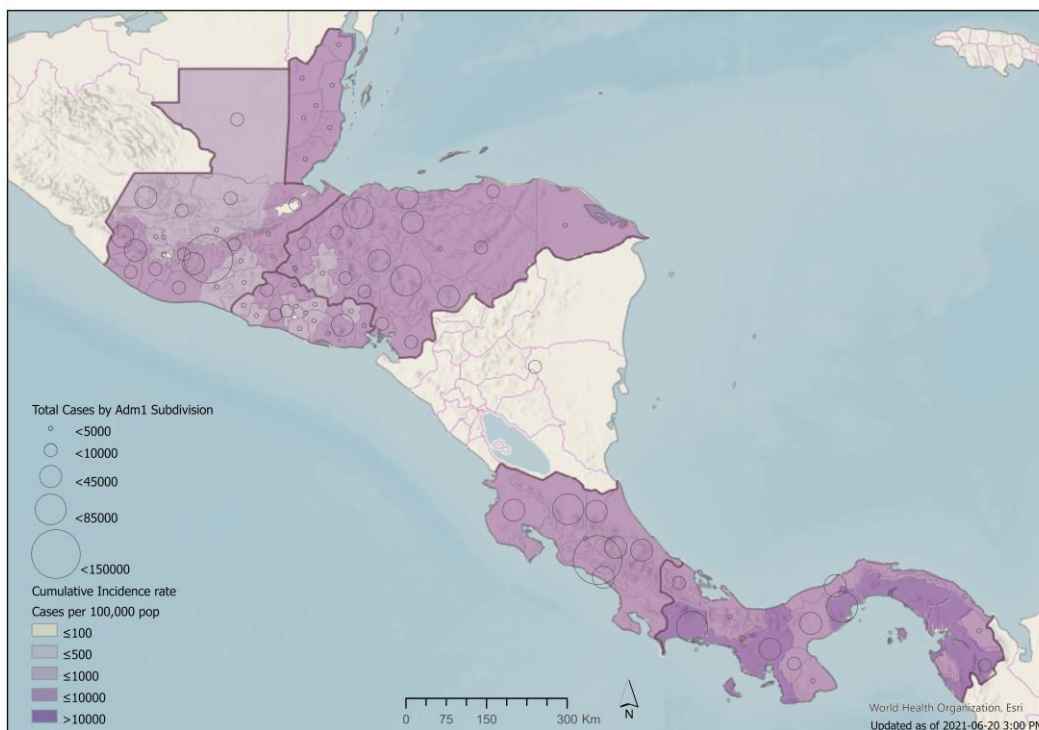 Total Cases by Adm1 Subdivision
<5000
<10000
<45000
<85000
<150000
Cumulative Incidence rate
Cases per 100,000 pop
≤100
≤500
≤1000
≤10000
>10000
0 75 150 300 Km
N
World Health Organization, Esri
Updated as of 2021-06-20 3:00 PM